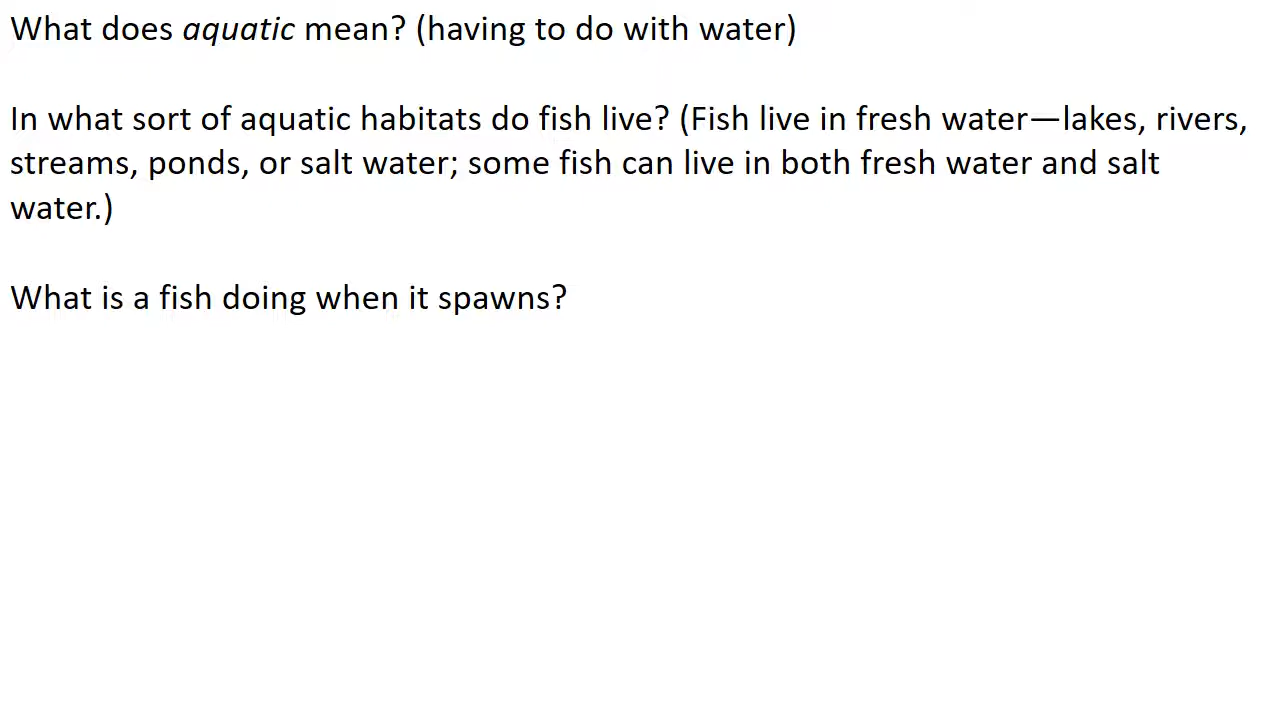 What does aquatic mean? (having to do with water)
In what sort of aquatic habitats do fish live? (Fish live in fresh water—lakes, rivers,
streams, ponds, or salt water; some fish can live in both fresh water and salt
water.)
What is a fish doing when it spawns?